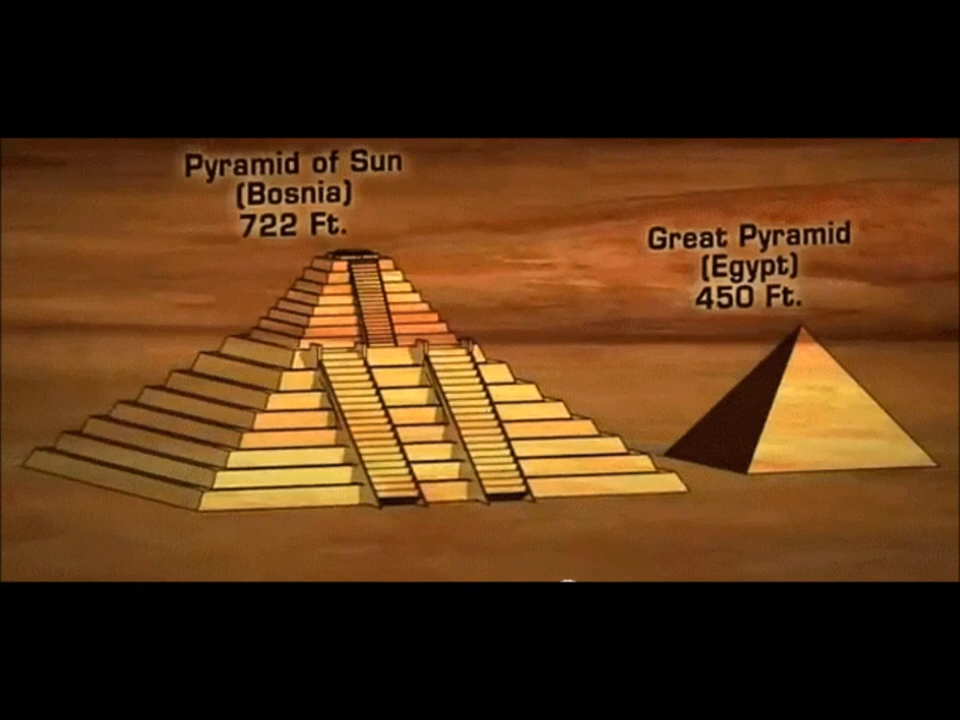 Pyramid of Sun
(Bosnia)
722 Ft.
Great Pyramid
(Egypt)
450 Ft.